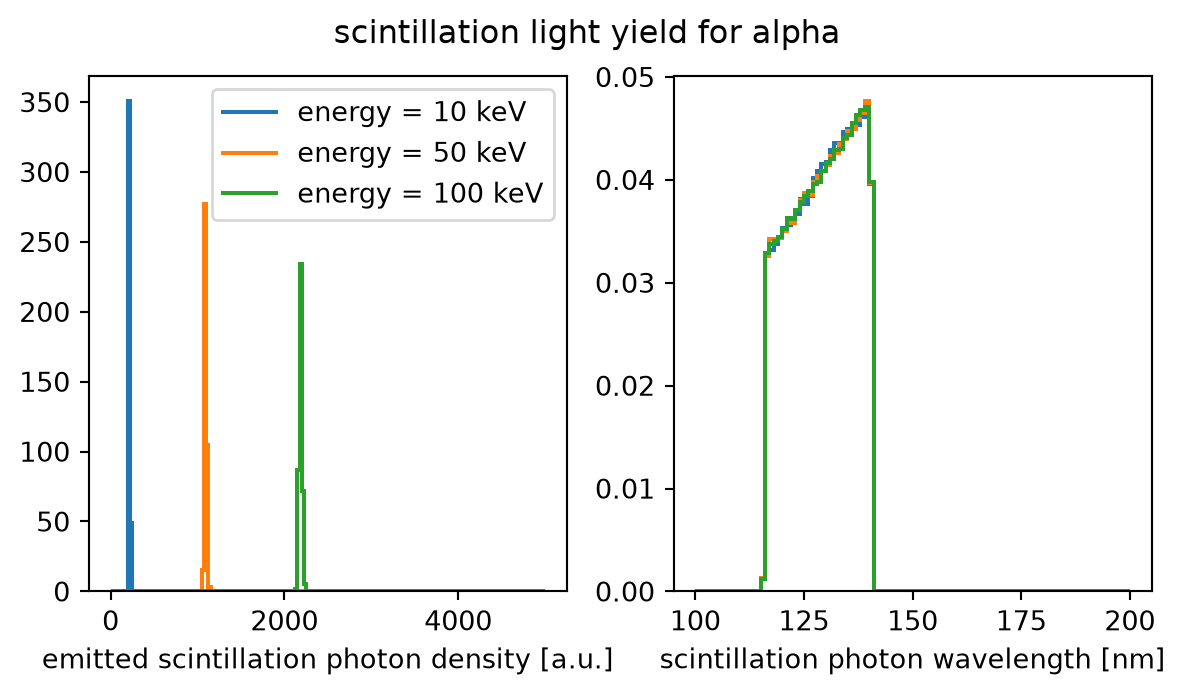 scintillation light yield for alpha
350
300
250
200
150
100
50
0
0 2000 4000
emitted scintillation photon density [a.u.]
energy = 10 keV
energy = 50 keV
energy = 100 keV
0.05
0.04
0.03
0.02
0.01
0.00
100 125 150 175 200
scintillation photon wavelength [nm]